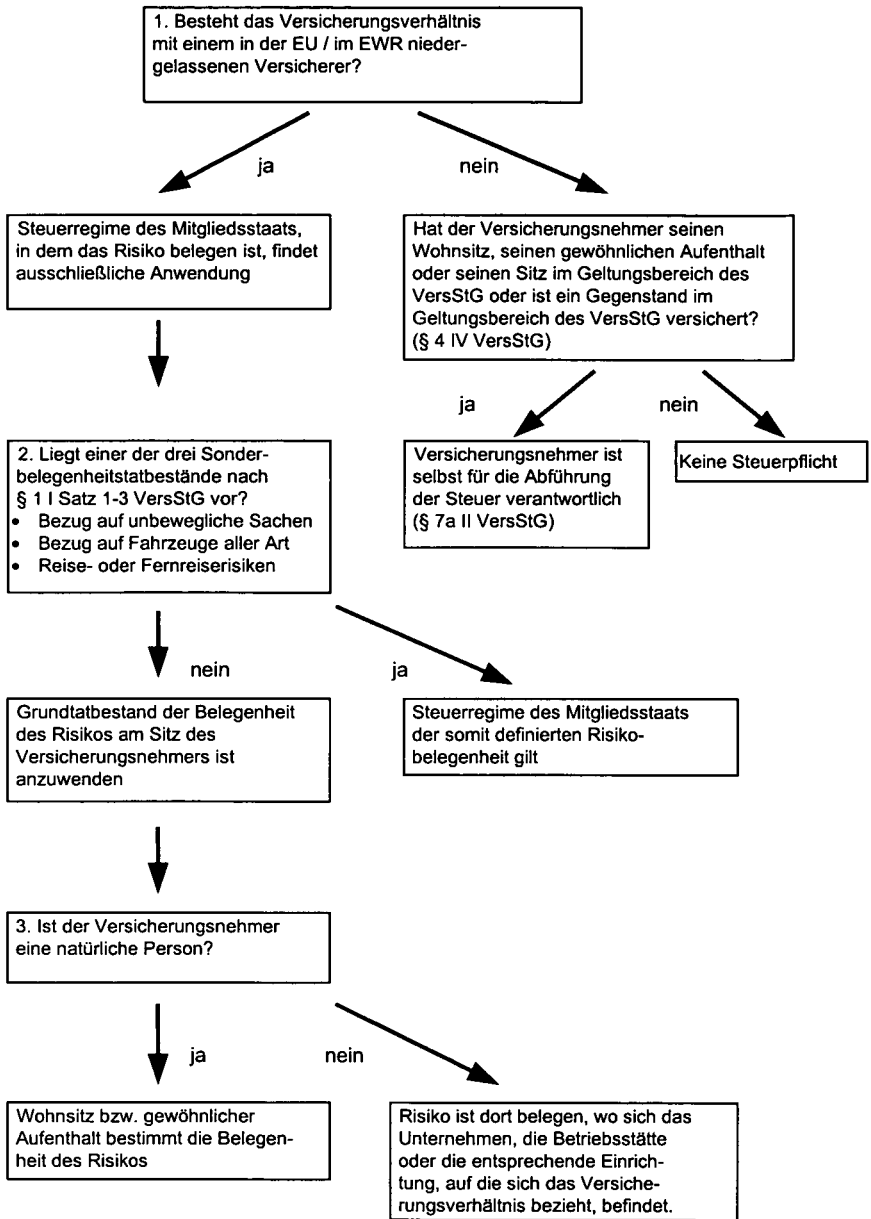 1. Besteht das Versicherungsverhältnis
mit einem in der EU / im EWR nieder-
gelassenen Versicherer?
ja
nein
Steuerregime des Mitgliedsstaats,
in dem das Risiko belegen ist, findet
ausschließliche Anwendung
Hat der Versicherungsnehmer seinen
Wohnsitz, seinen gewöhnlichen Aufenthalt
oder seinen Sitz im Geltungsbereich des
VersStG oder ist ein Gegenstand im
Geltungsbereich des VersStG versichert?
(§ 4 IV VersStG)
ja
nein
2. Liegt einer der drei Sonder-
belegenheitstatbestände nach
§ 1 I Satz 1-3 VersStG vor?
• Bezug auf unbewegliche Sachen
• Bezug auf Fahrzeuge aller Art
• Reise- oder Fernreiserisiken
Versicherungsnehmer ist
selbst für die Abführung
der Steuer verantwortlich
(§ 7a II VersStG)
Keine Steuerpflicht
nein
ja
Grundtatbestand der Belegenheit
des Risikos am Sitz des
Versicherungsnehmers ist
anzuwenden
Steuerregime des Mitgliedsstaats
der somit definierten Risiko-
belegenheit gilt
3. Ist der Versicherungsnehmer
eine natürliche Person?
ja
nein
Wohnsitz bzw. gewöhnlicher
Aufenthalt bestimmt die Belegen-
heit des Risikos
Risiko ist dort belegen, wo sich das
Unternehmen, die Betriebsstätte
oder die entsprechende Einrich-
tung, auf die sich das Versiche-
rungsverhältnis bezieht, befindet.